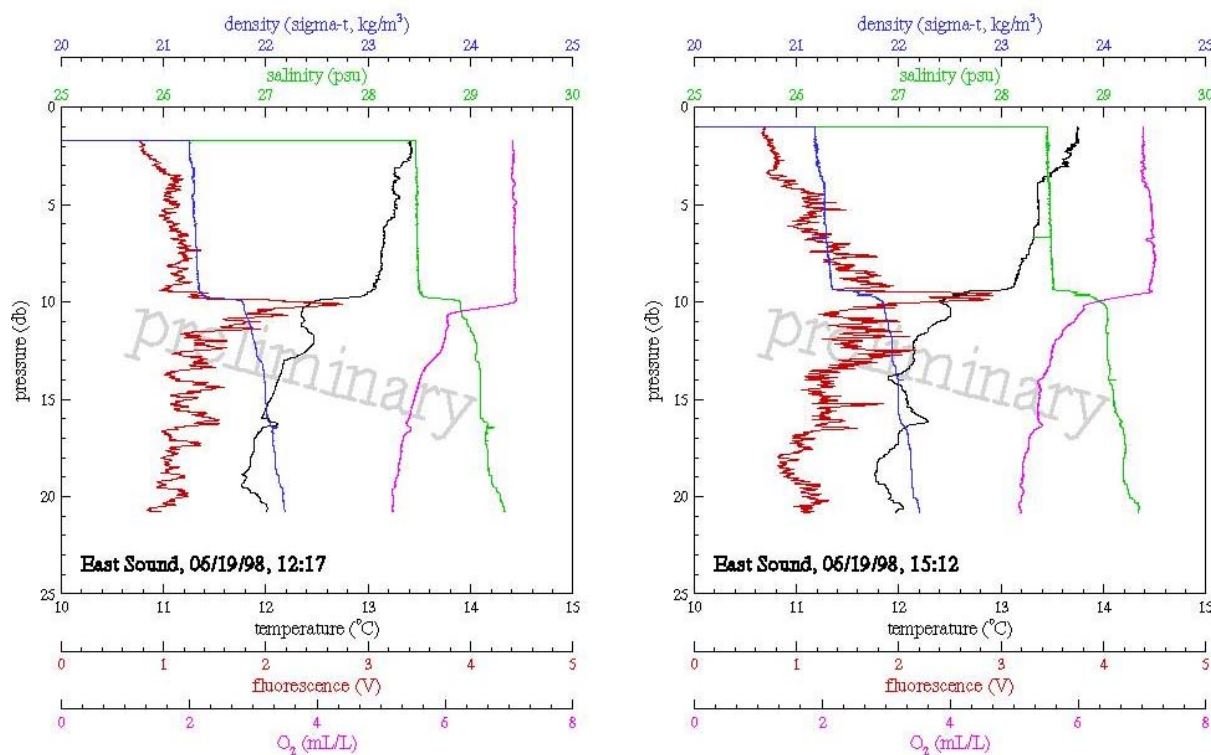 density (sigma-t, kg/m³)
20 21 22 23 24 25
salinity (psu)
25 26 27 28 29 30
0
5
10
15
20
25
pressure (db)
preliminary
East Sound, 06/19/98, 12:17
10 11 12 13 14 15
temperature (°C)
0 1 2 3 4 5
fluorescence (V)
0 2 4 6 8
O₂ (mL/L)
density (sigma-t, kg/m³)
20 21 22 23 24 25
salinity (psu)
25 26 27 28 29 30
0
5
10
15
20
25
pressure (db)
preliminary
East Sound, 06/19/98, 15:12
10 11 12 13 14 15
temperature (°C)
0 1 2 3 4 5
fluorescence (V)
0 2 4 6 8
O₂ (mL/L)